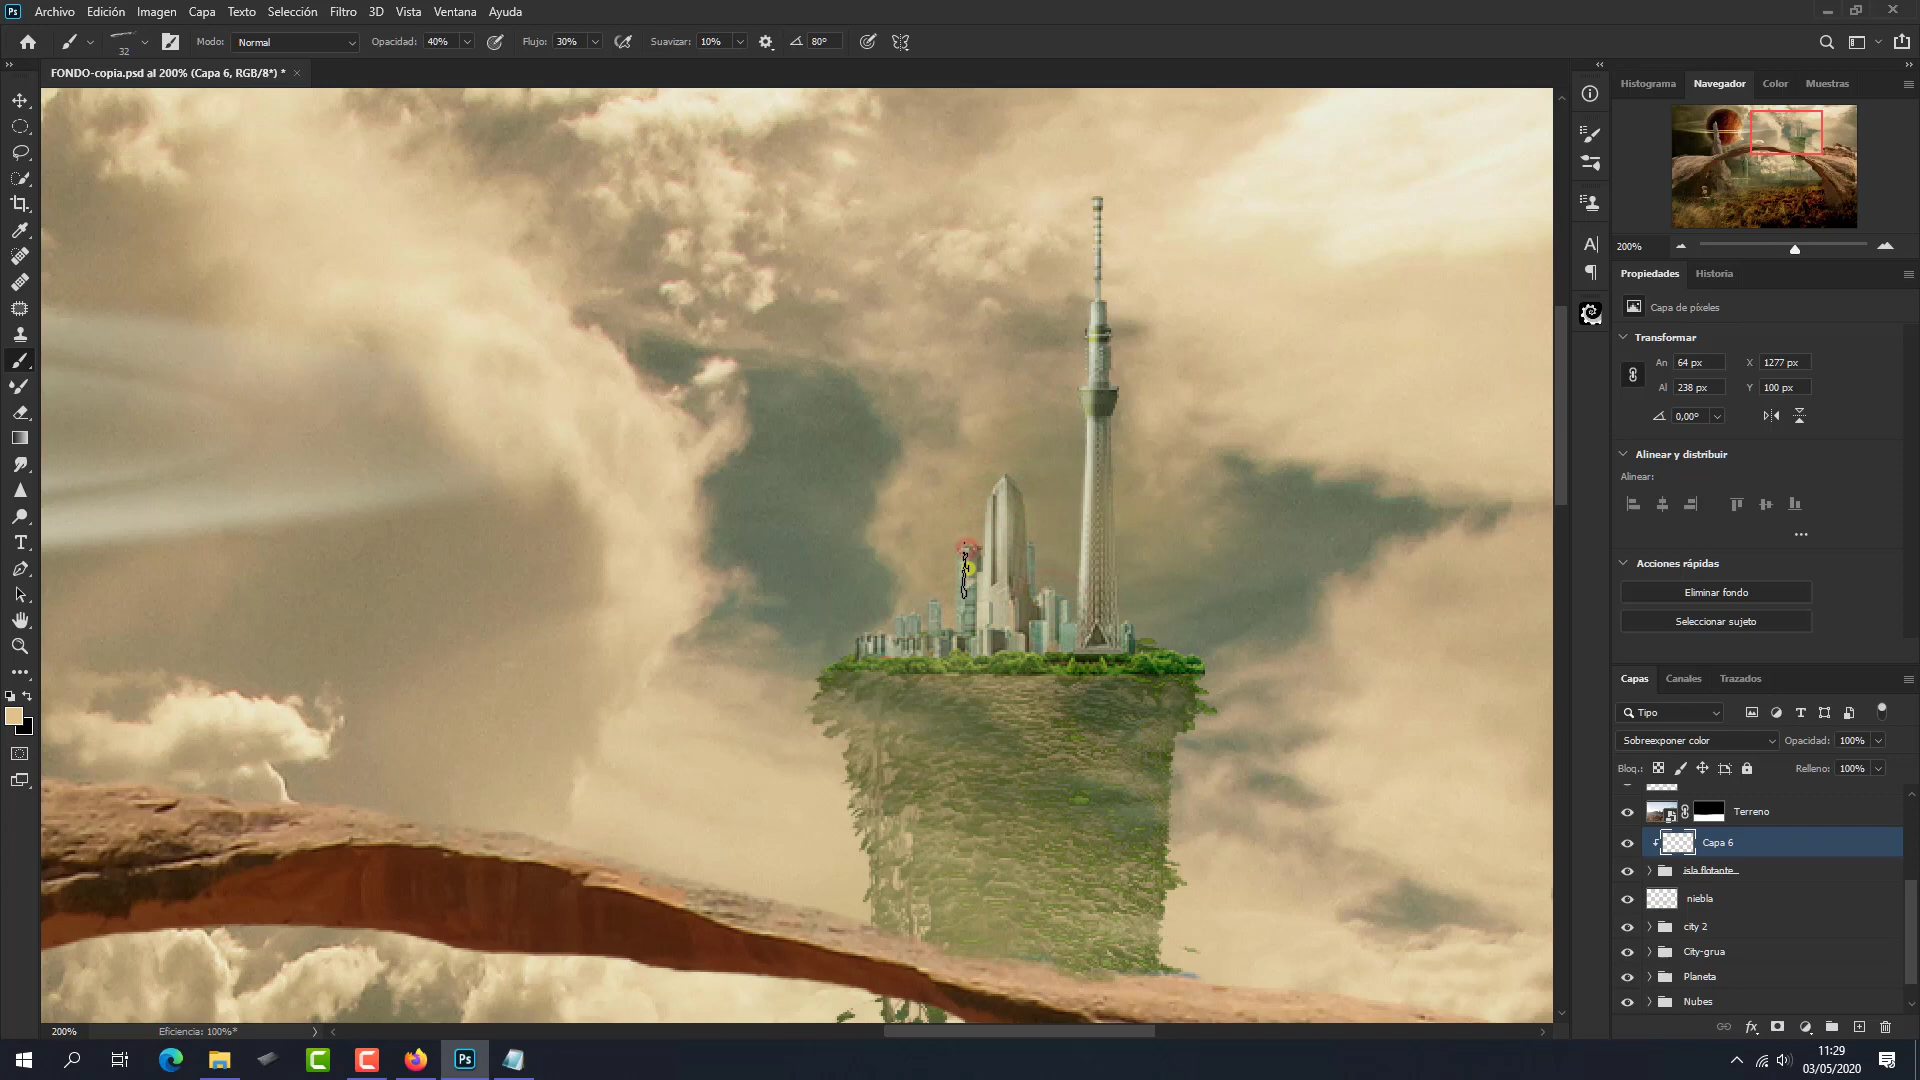 Ps Archivo Edición Imagen Capa Texto Selección Filtro 3D Vista Ventana Ayuda
32 Modo: Normal Opacidad: 40% Flujo: 30% Suavizar: 10% 80°
FONDO-copia.psd al 200% (Capa 6, RGB/8*) * ×
Histograma Navegador Color Muestras
200%
Propiedades Historia
Capa de píxeles
Transformar
An 64 px X 1277 px
Al 238 px Y 100 px
0,00°
Alinear y distribuir
Alinear:
Acciones rápidas
Eliminar fondo
Seleccionar sujeto
Capas Canales Trazados
Tipo
Sobreexponer color Opacidad: 100%
Bloq.: Relleno: 100%
Terreno
Capa 6
isla flotante
niebla
city 2
City-grua
Planeta
Nubes
200% Eficiencia: 100%*
Ps
11:29
03/05/2020